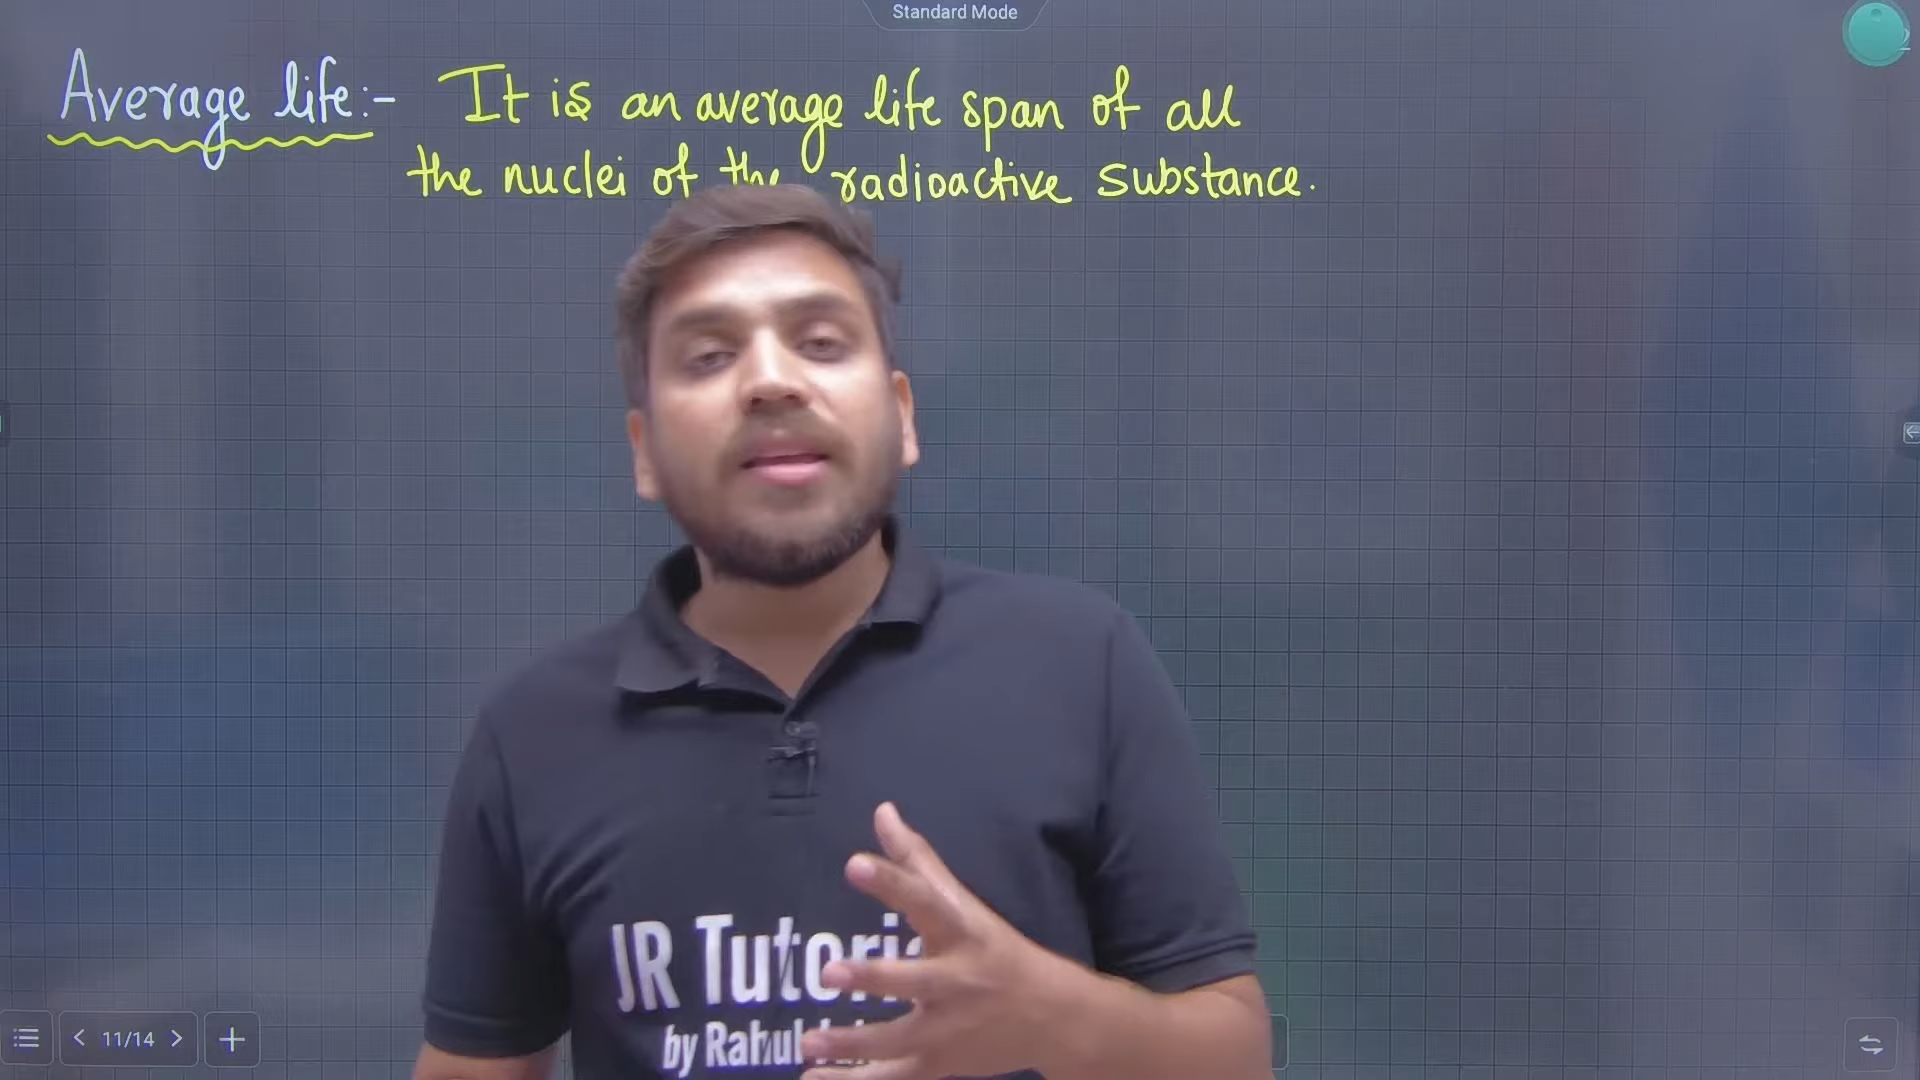 Standard Mode
Average life:- It is an average life span of all
the nuclei of the radioactive substance.
JR
by Rahul
11/14